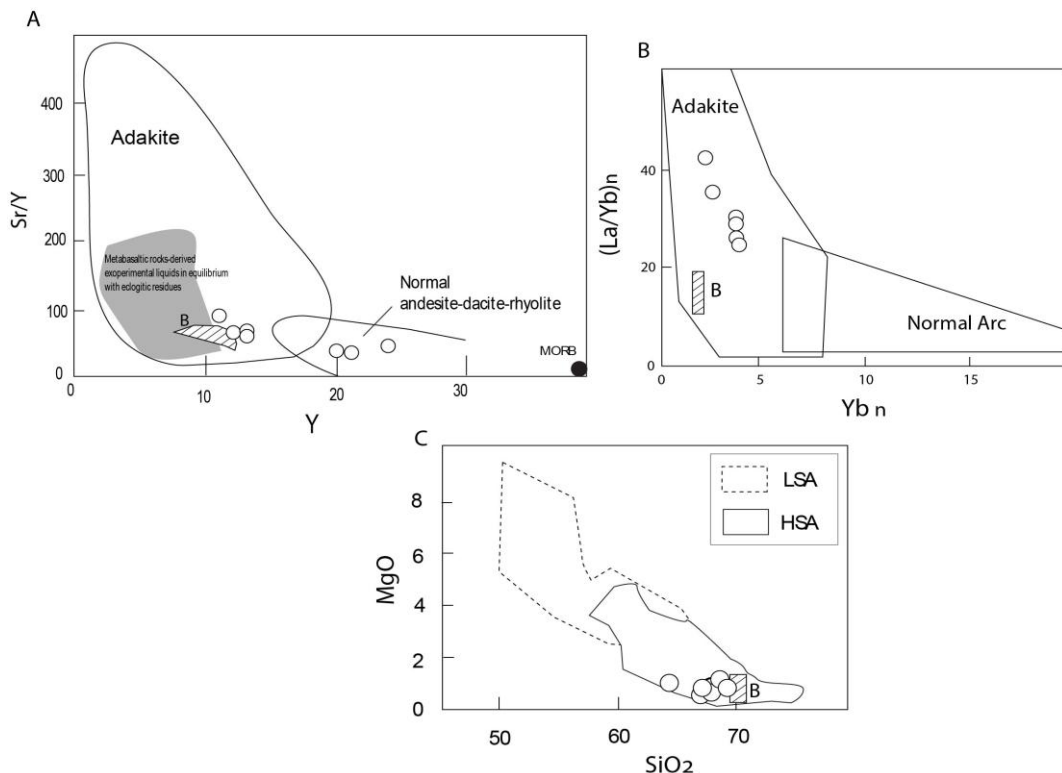 A
Sr/Y
400
300
200
100
0
Adakite
Metabasaltic rocks-derived
exoperimental liquids in equilibrium
with eclogitic residues
B
Normal
andesite-dacite-rhyolite
MORB
0
10
20
30
Y
B
(La/Yb)n
40
20
0
Adakite
B
Normal Arc
0
5
10
15
Yb n
C
MgO
8
6
4
2
0
LSA
HSA
B
50
60
70
SiO2